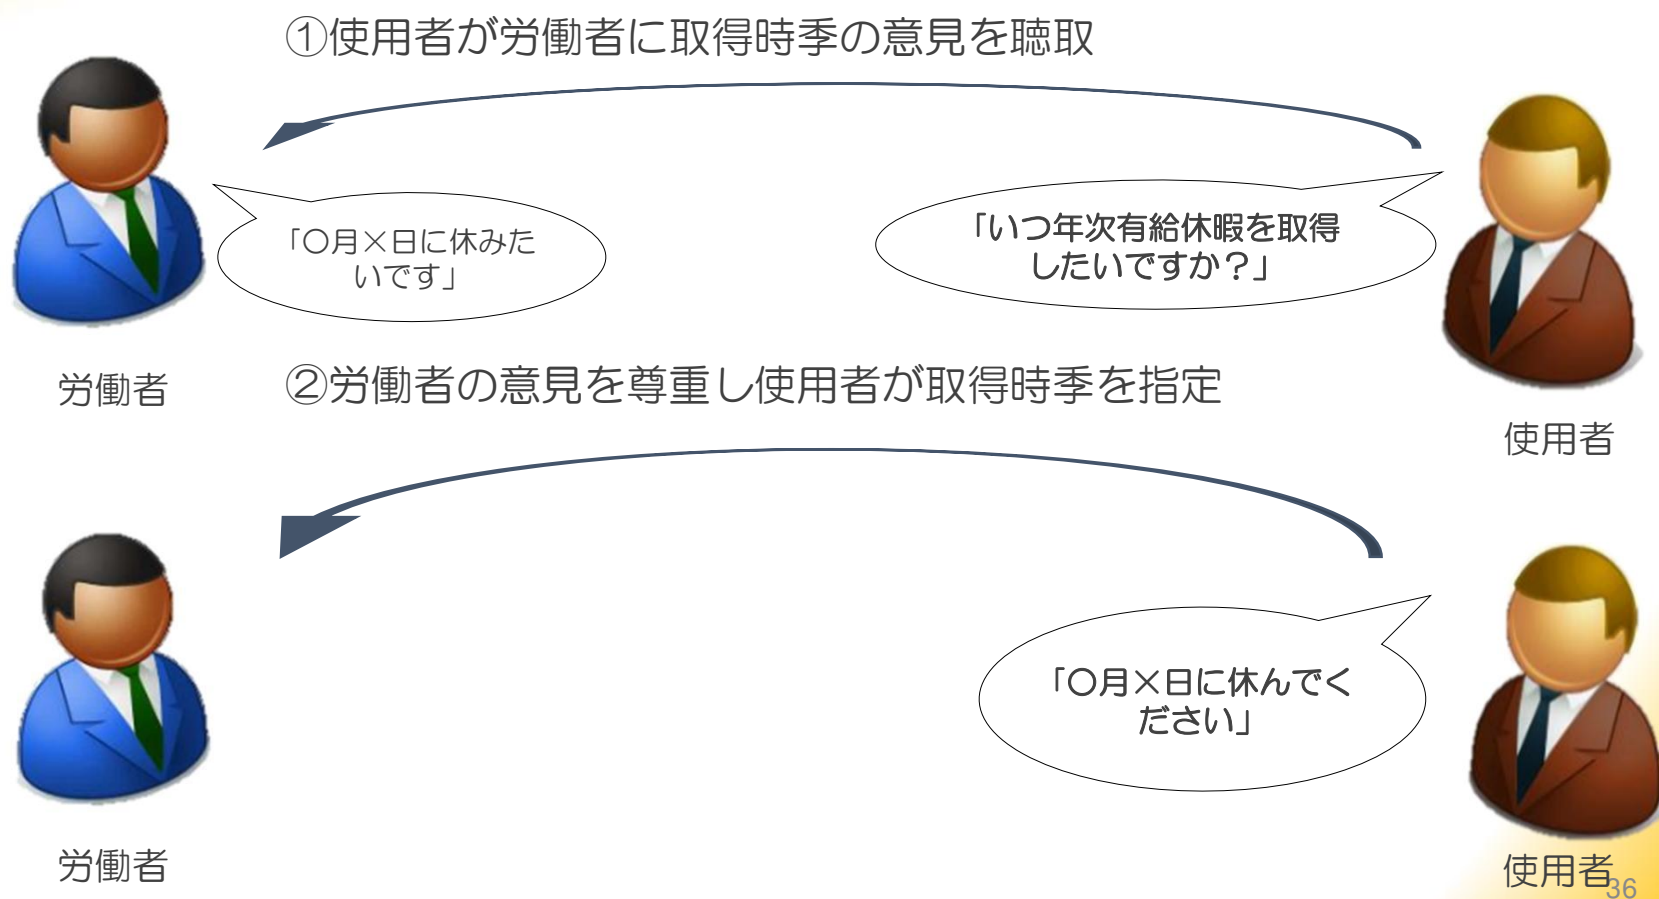 ①使用者が労働者に取得時季の意見を聴取
「〇月×日に休みた
いです」
「いつ年次有給休暇を取得
したいですか？」
労働者
使用者
②労働者の意見を尊重し使用者が取得時季を指定
「〇月×日に休んでく
ださい」
労働者
使用者
36